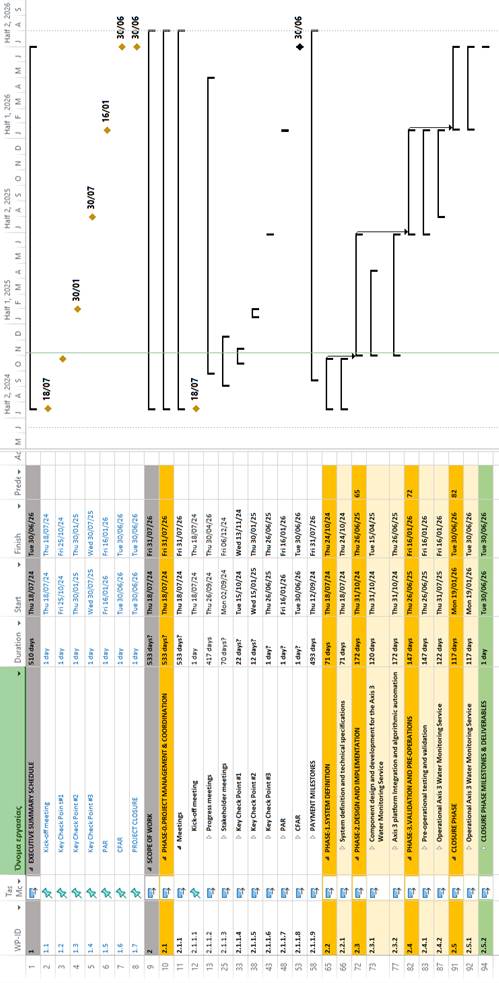 WP-ID Tas Mc Όνομα εργασίας Duration Start Finish Prede Ac
Half 2, 2024 Half 1, 2025 Half 2, 2025 Half 1, 2026 Half 2, 2026
M J J A S O N D J F M A M J J A S O N D J F M A M J J A S
1 1 EXECUTIVE SUMMARY SCHEDULE 510 days Thu 18/07/24 Tue 30/06/26
2 1.1 Kick-off meeting 1 day Thu 18/07/24 Thu 18/07/24 18/07
3 1.2 Key Check Point#1 1 day Fri 25/10/24 Fri 25/10/24
4 1.3 Key Check Point #2 1 day Thu 30/01/25 Thu 30/01/25 30/01
5 1.4 Key Check Point #3 1 day Wed 30/07/25 Wed 30/07/25 30/07
6 1.5 PAR 1 day Fri 16/01/26 Fri 16/01/26 16/01
7 1.6 CFAR 1 day Tue 30/06/26 Tue 30/06/26 30/06
8 1.7 PROJECT CLOSURE 1 day Tue 30/06/26 Tue 30/06/26 30/06
9 2 SCOPE OF WORK 533 days? Thu 18/07/24 Fri 31/07/26
10 2.1 PHASE-0.PROJECT MANAGEMENT & COORDINATION 533 days? Thu 18/07/24 Fri 31/07/26
11 2.1.1 Meetings 533 days? Thu 18/07/24 Fri 31/07/26
12 2.1.1.1 Kick-off meeting 1 day Thu 18/07/24 Thu 18/07/24 18/07
13 2.1.1.2 Progress meetings 417 days Thu 26/09/24 Thu 30/04/26
25 2.1.1.3 Stakeholder meetings 70 days? Mon 02/09/24 Fri 06/12/24
33 2.1.1.4 Key Check Point #1 22 days? Tue 15/10/24 Wed 13/11/24
38 2.1.1.5 Key Check Point #2 12 days? Wed 15/01/25 Thu 30/01/25
43 2.1.1.6 Key Check Point #3 1 day? Thu 26/06/25 Thu 26/06/25
48 2.1.1.7 PAR 1 day? Fri 16/01/26 Fri 16/01/26
53 2.1.1.8 CFAR 1 day? Tue 30/06/26 Tue 30/06/26 30/06
58 2.1.1.9 PAYMENT MILESTONES 493 days Thu 12/09/24 Fri 31/07/26
65 2.2 PHASE-1.SYSTEM DEFINITION 71 days Thu 18/07/24 Thu 24/10/24
66 2.2.1 System definition and technical specifications 71 days Thu 18/07/24 Thu 24/10/24
72 2.3 PHASE-2.DESIGN AND IMPLEMENTATION 172 days Thu 31/10/24 Thu 26/06/25 65
73 2.3.1 Component design and development for the Axis 3 120 days Thu 31/10/24 Tue 15/04/25
Water Monitoring Service
77 2.3.2 Axis 3 platform Integration and algorithmic automation 172 days Thu 31/10/24 Thu 26/06/25
82 2.4 PHASE-3.VALIDATION AND PRE-OPERATIONS 147 days Thu 26/06/25 Fri 16/01/26 72
83 2.4.1 Pre-operational testing and validation 147 days Thu 26/06/25 Fri 16/01/26
87 2.4.2 Operational Axis 3 Water Monitoring Service 122 days Thu 31/07/25 Fri 16/01/26
91 2.5 CLOSURE PHASE 117 days Mon 19/01/26 Tue 30/06/26 82
92 2.5.1 Operational Axis 3 Water Monitoring Service 117 days Mon 19/01/26 Tue 30/06/26
94 2.5.2 CLOSURE PHASE MILESTONES & DELIVERABLES 1 day Tue 30/06/26 Tue 30/06/26